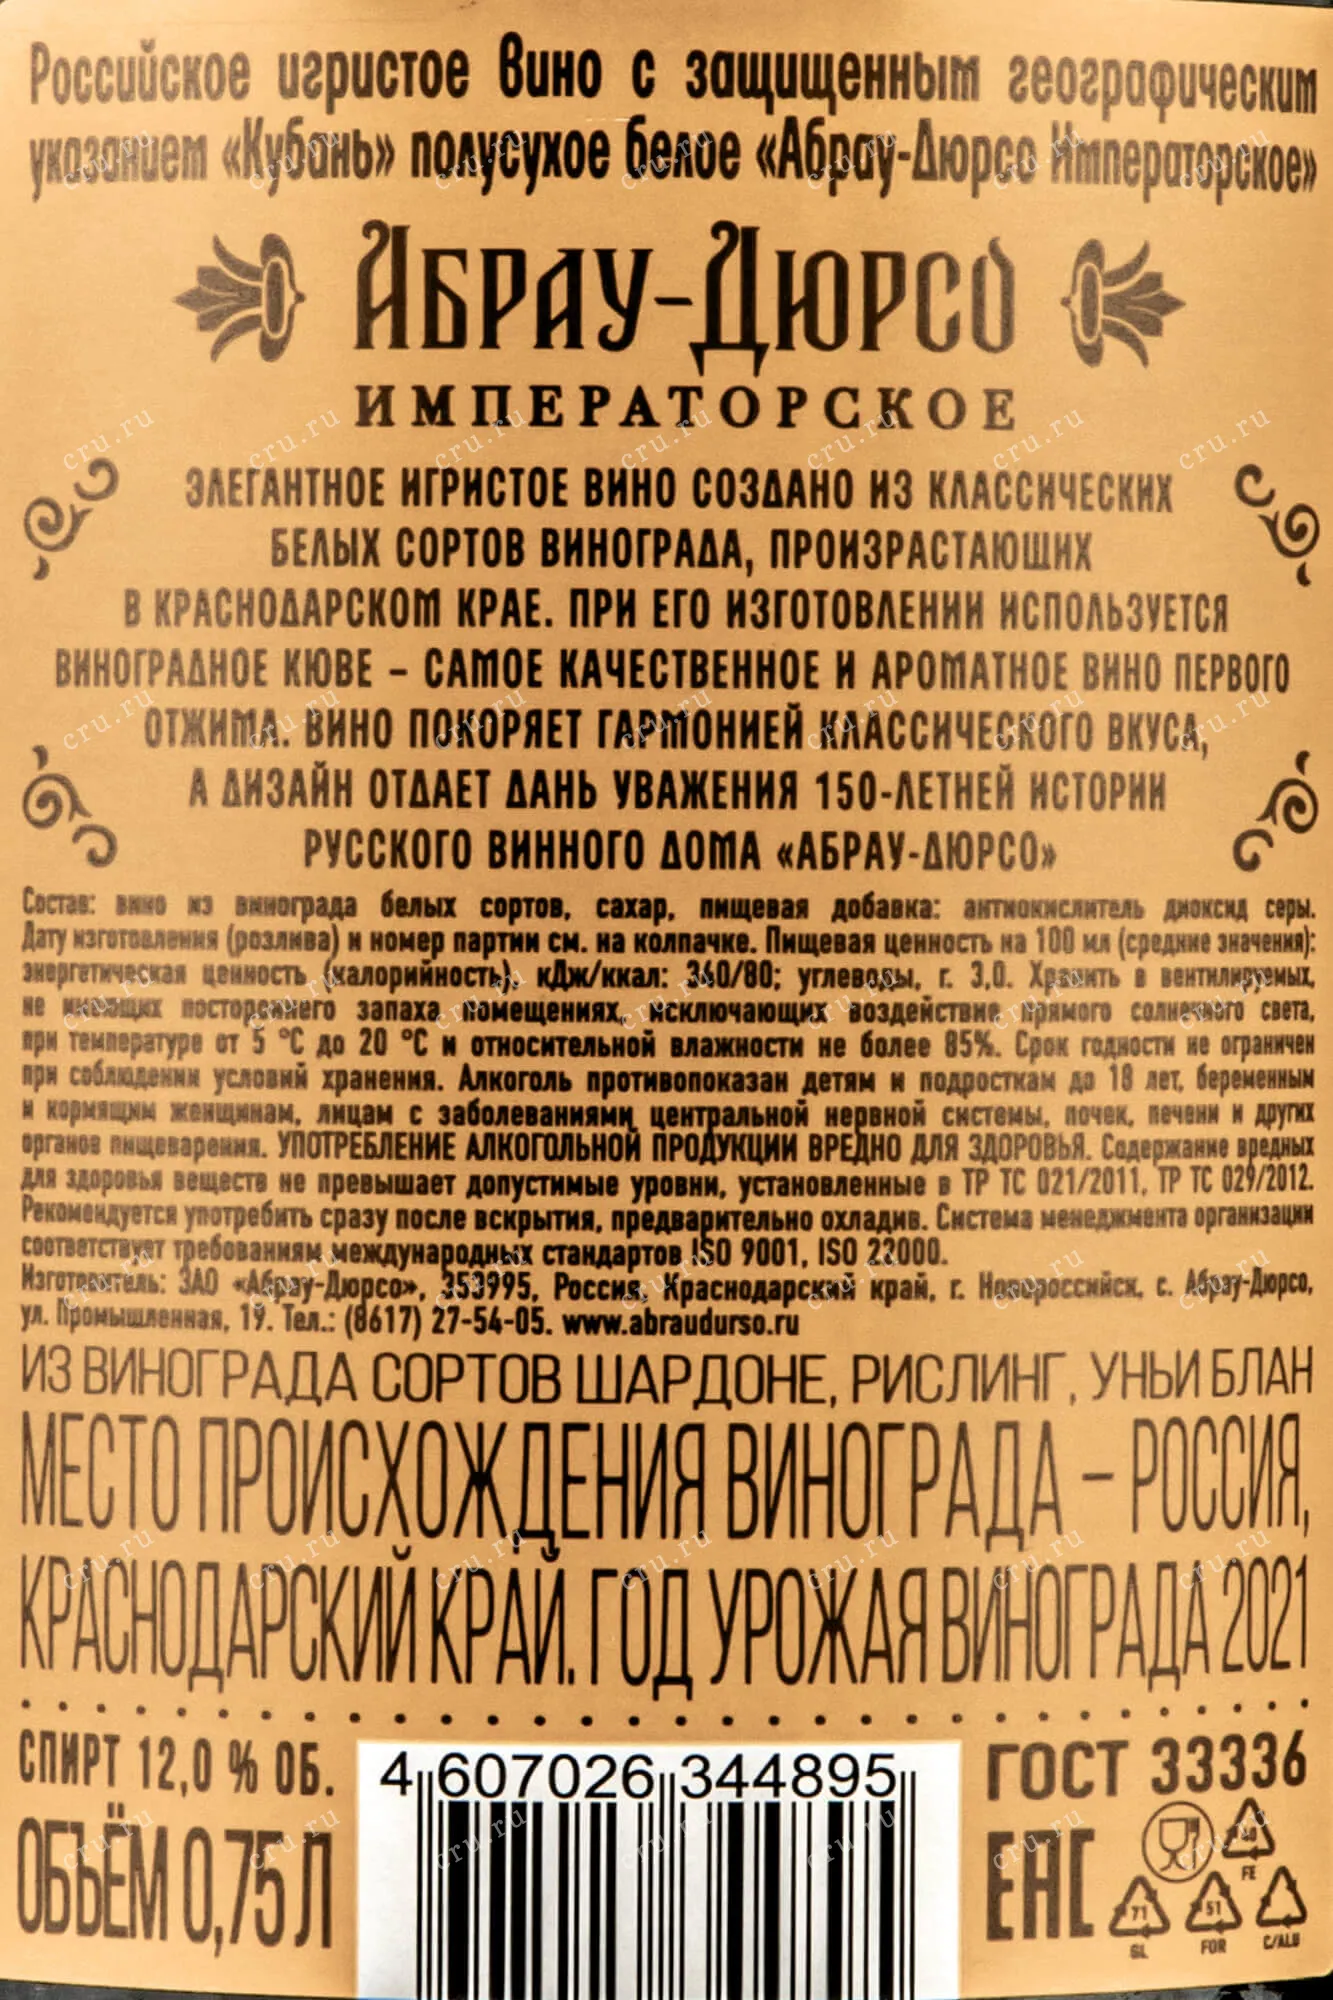 Российское игристое вино с защищенным географическим
указанием «Кубань» полусухое белое «Абрау-Дюрсо Императорское»
АБРАУ-ДЮРСО
ИМПЕРАТОРСКОЕ
ЭЛЕГАНТНОЕ ИГРИСТОЕ ВИНО СОЗДАНО ИЗ КЛАССИЧЕСКИХ
БЕЛЫХ СОРТОВ ВИНОГРАДА, ПРОИЗРАСТАЮЩИХ
В КРАСНОДАРСКОМ КРАЕ. ПРИ ЕГО ИЗГОТОВЛЕНИИ ИСПОЛЬЗУЕТСЯ
ВИНОГРАДНОЕ КЮВЕ – САМОЕ КАЧЕСТВЕННОЕ И АРОМАТНОЕ ВИНО ПЕРВОГО
ОТЖИМА. ВИНО ПОКОРЯЕТ ГАРМОНИЕЙ КЛАССИЧЕСКОГО ВКУСА,
А ДИЗАЙН ОТДАЕТ ДАНЬ УВАЖЕНИЯ 150-ЛЕТНЕЙ ИСТОРИИ
РУССКОГО ВИННОГО ДОМА «АБРАУ-ДЮРСО»
Состав: вино из винограда белых сортов, сахар, пищевая добавка: антиокислитель диоксид серы.
Дату изготовления (розлива) и номер партии см. на колпачке. Пищевая ценность на 100 мл (средние значения):
энергетическая ценность (калорийность), кДж/ккал: 360/80; углеводы, г. 3,0. Хранить в вентилируемых,
не имеющих постороннего запаха помещениях, исключающих воздействие прямого солнечного света,
при температуре от 5 °C до 20 °C и относительной влажности не более 85%. Срок годности не ограничен
при соблюдении условий хранения. Алкоголь противопоказан детям и подросткам до 18 лет, беременным
и кормящим женщинам, лицам с заболеваниями центральной нервной системы, почек, печени и других
органов пищеварения. УПОТРЕБЛЕНИЕ АЛКОГОЛЬНОЙ ПРОДУКЦИИ ВРЕДНО ДЛЯ ЗДОРОВЬЯ. Содержание вредных
для здоровья веществ не превышает допустимые уровни, установленные в ТР ТС 021/2011, ТР ТС 029/2012.
Рекомендуется употребить сразу после вскрытия, предварительно охладив. Система менеджмента организации
соответствует требованиям международных стандартов ISO 9001, ISO 22000.
Изготовитель: ЗАО «Абрау-Дюрсо», 353995, Россия, Краснодарский край, г. Новороссийск, с. Абрау-Дюрсо,
ул. Промышленная, 19. Тел.: (8617) 27-54-05. www.abraudurso.ru
ИЗ ВИНОГРАДА СОРТОВ ШАРДОНЕ, РИСЛИНГ, УНЬИ БЛАН
МЕСТО ПРОИСХОЖДЕНИЯ ВИНОГРАДА – РОССИЯ,
КРАСНОДАРСКИЙ КРАЙ. ГОД УРОЖАЯ ВИНОГРАДА 2021
СПИРТ 12,0 % ОБ.
ОБЪЁМ 0,75 Л
4 607026 344895
ГОСТ 33336
EAC
40
FE
71
GL
51
FOR
C/ALU